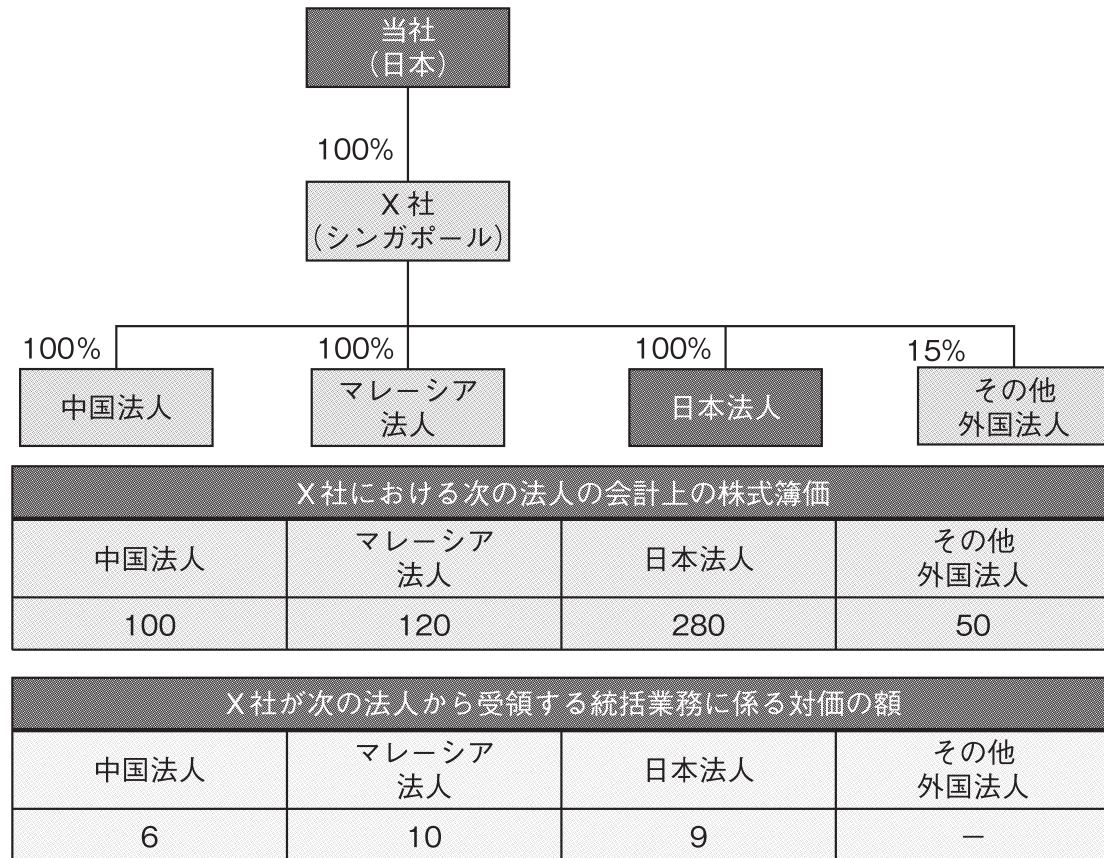 当社
（日本）
100%
X社
（シンガポール）
100%
100%
100%
15%
中国法人
マレーシア
法人
日本法人
その他
外国法人
X社における次の法人の会計上の株式簿価
中国法人
マレーシア
法人
日本法人
その他
外国法人
100
120
280
50
X社が次の法人から受領する統括業務に係る対価の額
中国法人
マレーシア
法人
日本法人
その他
外国法人
6
10
9
－